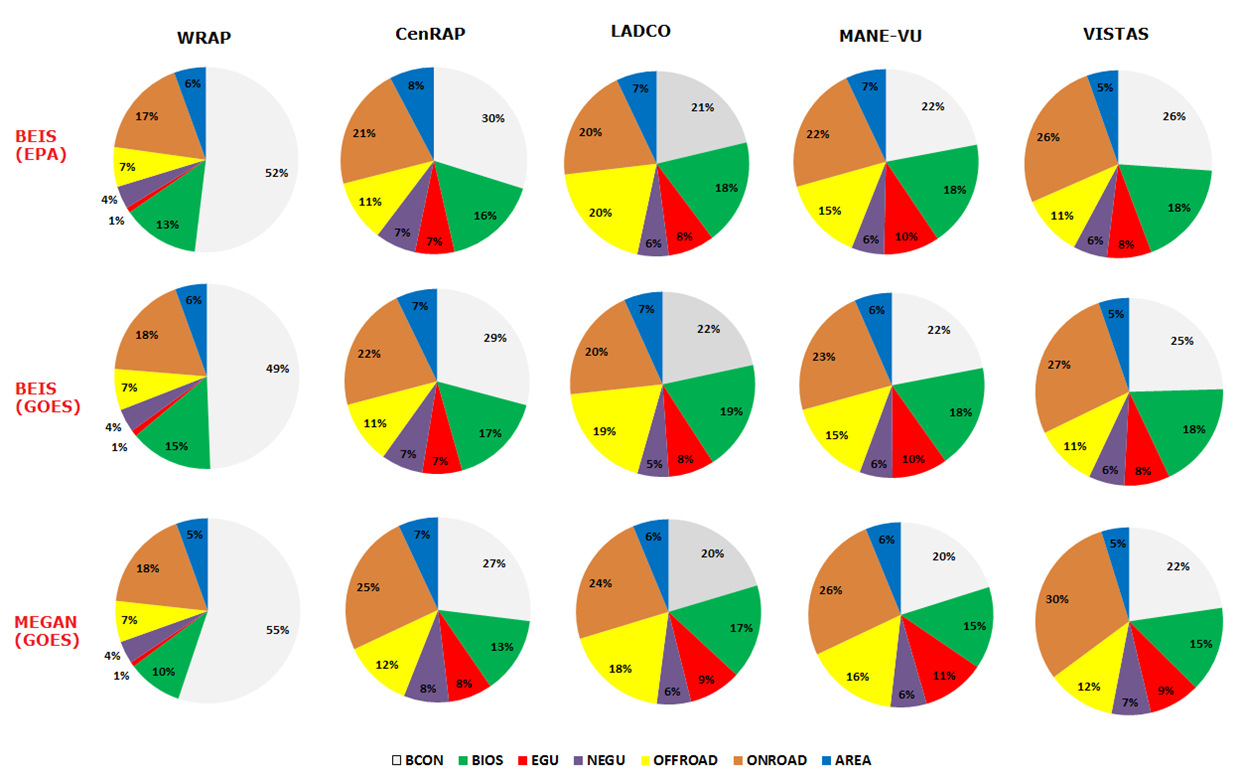 WRAP CenRAP LADCO MANE-VU VISTAS
BEIS
(EPA)
6% 52% 13% 1% 4% 7% 17%
8% 30% 16% 7% 7% 11% 21%
7% 21% 18% 8% 6% 20% 20%
7% 22% 18% 10% 6% 15% 22%
5% 26% 18% 8% 6% 11% 26%
BEIS
(GOES)
6% 49% 15% 1% 4% 7% 18%
7% 29% 17% 7% 7% 11% 22%
7% 22% 19% 8% 5% 19% 20%
6% 22% 18% 10% 6% 15% 23%
5% 25% 18% 8% 6% 11% 27%
MEGAN
(GOES)
5% 55% 10% 1% 4% 7% 18%
7% 27% 13% 8% 8% 12% 25%
6% 20% 17% 9% 6% 18% 24%
6% 20% 15% 11% 6% 16% 26%
5% 22% 15% 9% 7% 12% 30%
BCON BIOS EGU NEGU OFFROAD ONROAD AREA